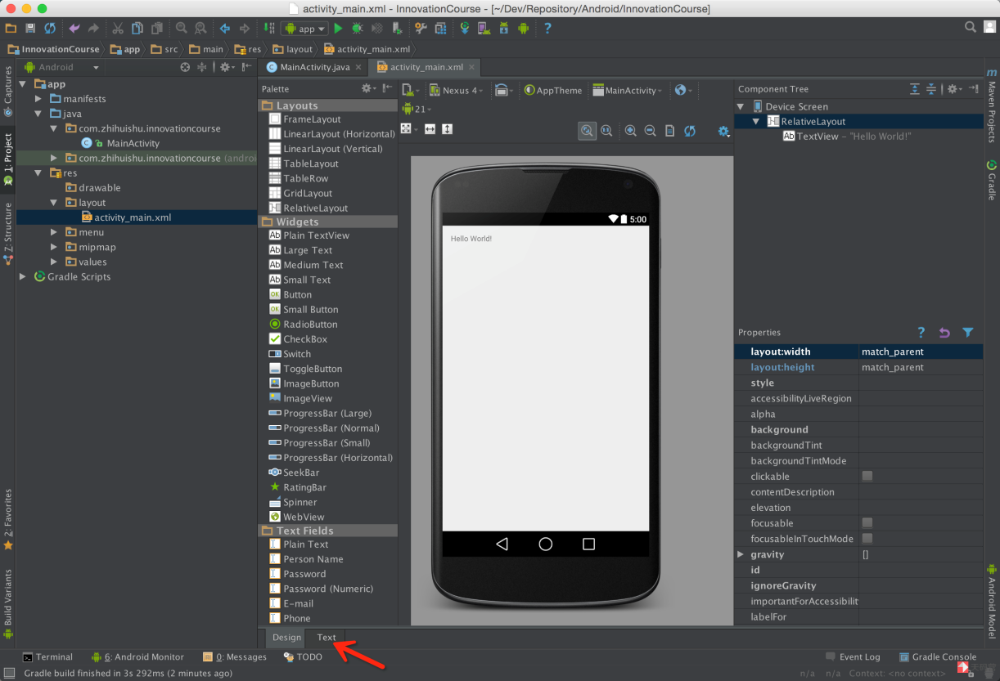 activity_main.xml - InnovationCourse - [~/Dev/Repository/Android/InnovationCourse]
app
InnovationCourse app src main res layout activity_main.xml
Captures
1: Project
7: Structure
2: Favorites
Build Variants
Android
app
manifests
java
com.zhihuishu.innovationcourse
MainActivity
com.zhihuishu.innovationcourse (androi
res
drawable
layout
activity_main.xml
menu
mipmap
values
Gradle Scripts
MainActivity.java activity_main.xml
Palette
Layouts
FrameLayout
LinearLayout (Horizontal)
LinearLayout (Vertical)
TableLayout
TableRow
GridLayout
RelativeLayout
Widgets
Ab Plain TextView
Ab Large Text
Ab Medium Text
Ab Small Text
OK Button
OK Small Button
RadioButton
CheckBox
Switch
ToggleButton
ImageButton
ImageView
ProgressBar (Large)
ProgressBar (Normal)
ProgressBar (Small)
ProgressBar (Horizontal)
SeekBar
RatingBar
Spinner
WebView
Text Fields
Plain Text
Person Name
Password
Password (Numeric)
E-mail
Phone
Nexus 4 AppTheme MainActivity
21
5:00
Hello World!
Design Text
Component Tree
Device Screen
RelativeLayout
Ab TextView - "Hello World!"
Properties
layout:width match_parent
layout:height match_parent
style
accessibilityLiveRegion
alpha
background
backgroundTint
backgroundTintMode
clickable
contentDescription
elevation
focusable
focusableInTouchMode
gravity []
id
ignoreGravity
importantForAccessibilit
labelFor
m Maven Projects
Gradle
Android Model
Terminal 6: Android Monitor 0: Messages TODO Event Log Gradle Console
Gradle build finished in 3s 292ms (2 minutes ago) n/a n/a Context: <no context>